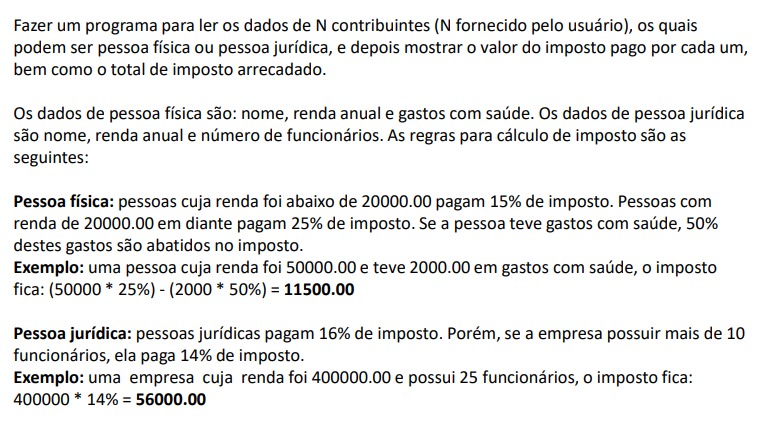 Fazer um programa para ler os dados de N contribuintes (N fornecido pelo usuário), os quais
podem ser pessoa física ou pessoa jurídica, e depois mostrar o valor do imposto pago por cada um,
bem como o total de imposto arrecadado.
Os dados de pessoa física são: nome, renda anual e gastos com saúde. Os dados de pessoa jurídica
são nome, renda anual e número de funcionários. As regras para cálculo de imposto são as
seguintes:
Pessoa física: pessoas cuja renda foi abaixo de 20000.00 pagam 15% de imposto. Pessoas com
renda de 20000.00 em diante pagam 25% de imposto. Se a pessoa teve gastos com saúde, 50%
destes gastos são abatidos no imposto.
Exemplo: uma pessoa cuja renda foi 50000.00 e teve 2000.00 em gastos com saúde, o imposto
fica: (50000 * 25%) - (2000 * 50%) = 11500.00
Pessoa jurídica: pessoas jurídicas pagam 16% de imposto. Porém, se a empresa possuir mais de 10
funcionários, ela paga 14% de imposto.
Exemplo: uma empresa cuja renda foi 400000.00 e possui 25 funcionários, o imposto fica:
400000 * 14% = 56000.00